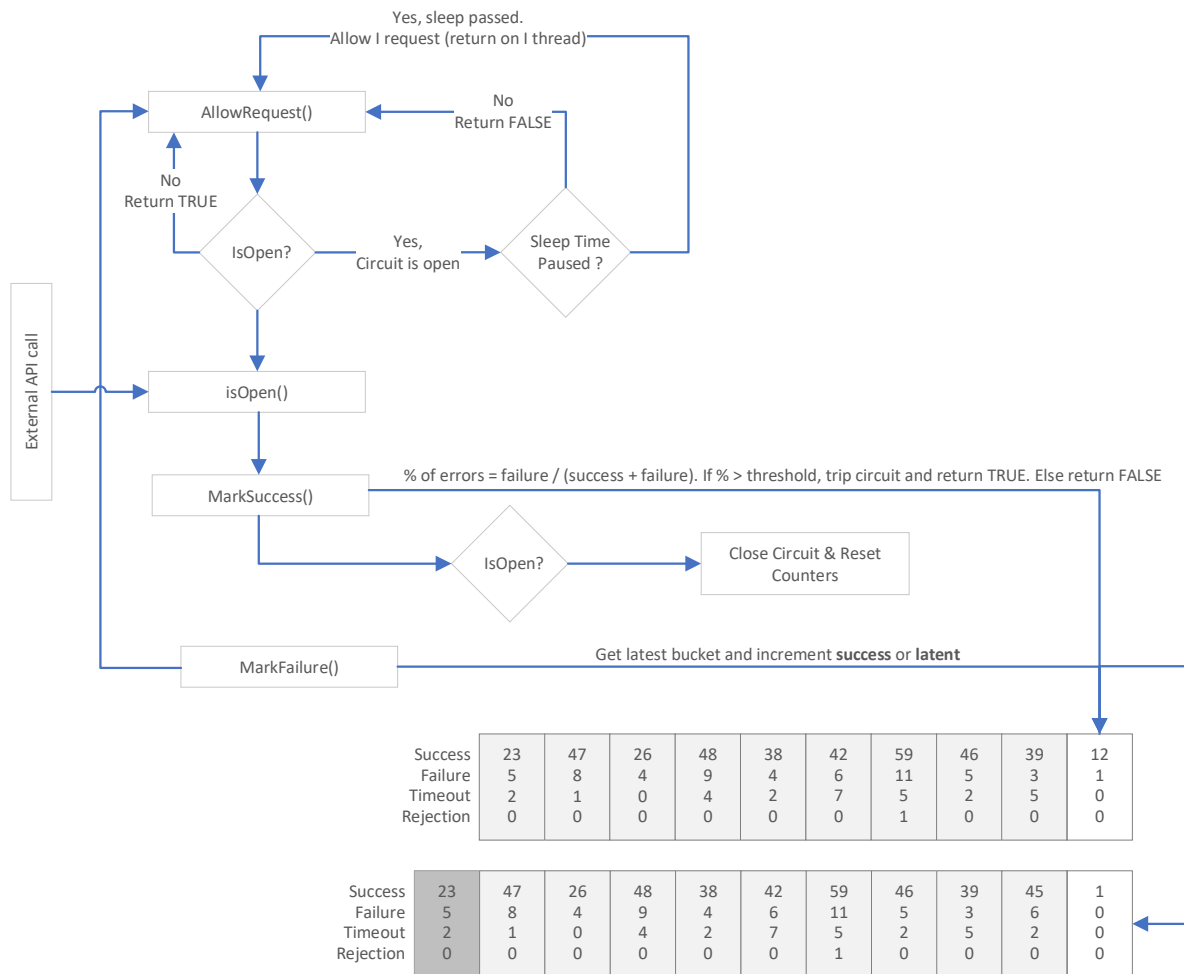 Yes, sleep passed.
Allow I request (return on I thread)
AllowRequest()
No
Return FALSE
No
Return TRUE
IsOpen?
Yes,
Circuit is open
Sleep Time
Paused ?
External API call
isOpen()
MarkSuccess()
% of errors = failure / (success + failure). If % > threshold, trip circuit and return TRUE. Else return FALSE
IsOpen?
Close Circuit & Reset
Counters
MarkFailure()
Get latest bucket and increment success or latent
Success 23 47 26 48 38 42 59 46 39 12
Failure 5 8 4 9 4 6 11 5 3 1
Timeout 2 1 0 4 2 7 5 2 5 0
Rejection 0 0 0 0 0 0 1 0 0 0
Success 23 47 26 48 38 42 59 46 39 45 1
Failure 5 8 4 9 4 6 11 5 3 6 0
Timeout 2 1 0 4 2 7 5 2 5 2 0
Rejection 0 0 0 0 0 0 1 0 0 0 0